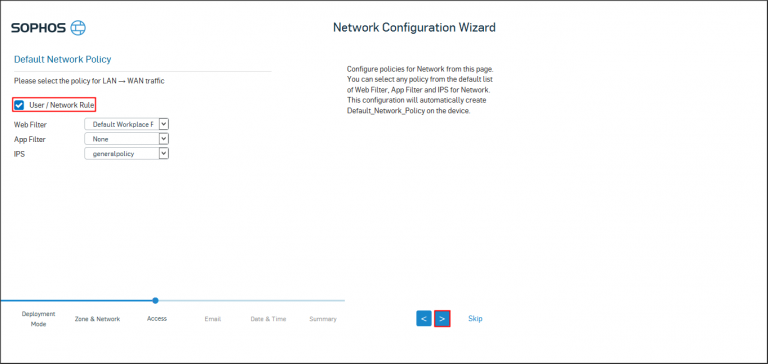 SOPHOS
Network Configuration Wizard
Default Network Policy
Please select the policy for LAN → WAN traffic
User / Network Rule
Web Filter Default Workplace P
App Filter None
IPS generalpolicy
Configure policies for Network from this page.
You can select any policy from the default list
of Web Filter, App Filter and IPS for Network.
This configuration will automatically create
Default_Network_Policy on the device.
Deployment
Mode
Zone & Network
Access
Email
Date & Time
Summary
<
>
Skip